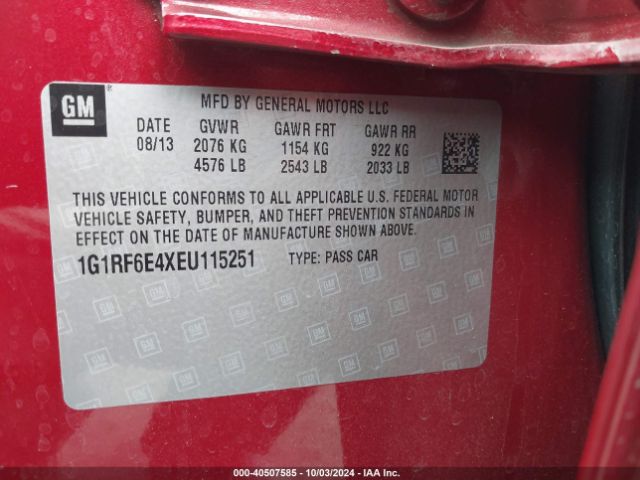 GM
MFD BY GENERAL MOTORS LLC
DATE GVWR GAWR FRT GAWR RR
08/13 2076 KG 1154 KG 922 KG
4576 LB 2543 LB 2033 LB
THIS VEHICLE CONFORMS TO ALL APPLICABLE U.S. FEDERAL MOTOR
VEHICLE SAFETY, BUMPER, AND THEFT PREVENTION STANDARDS IN
EFFECT ON THE DATE OF MANUFACTURE SHOWN ABOVE.
1G1RF6E4XEU115251 TYPE: PASS CAR
000-40507585 - 10/03/2024 - IAA Inc.